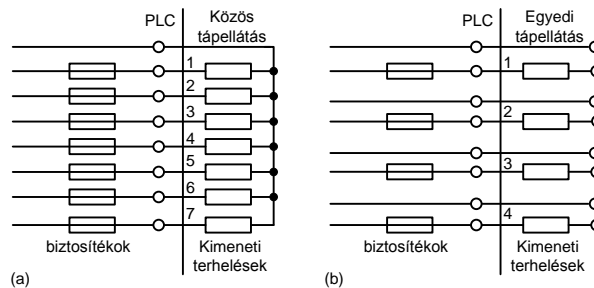 PLC
Közös
tápellátás
1
2
3
4
5
6
7
biztosítékok
Kimeneti
terhelések
(a)
PLC
Egyedi
tápellátás
1
2
3
4
biztosítékok
Kimeneti
terhelések
(b)